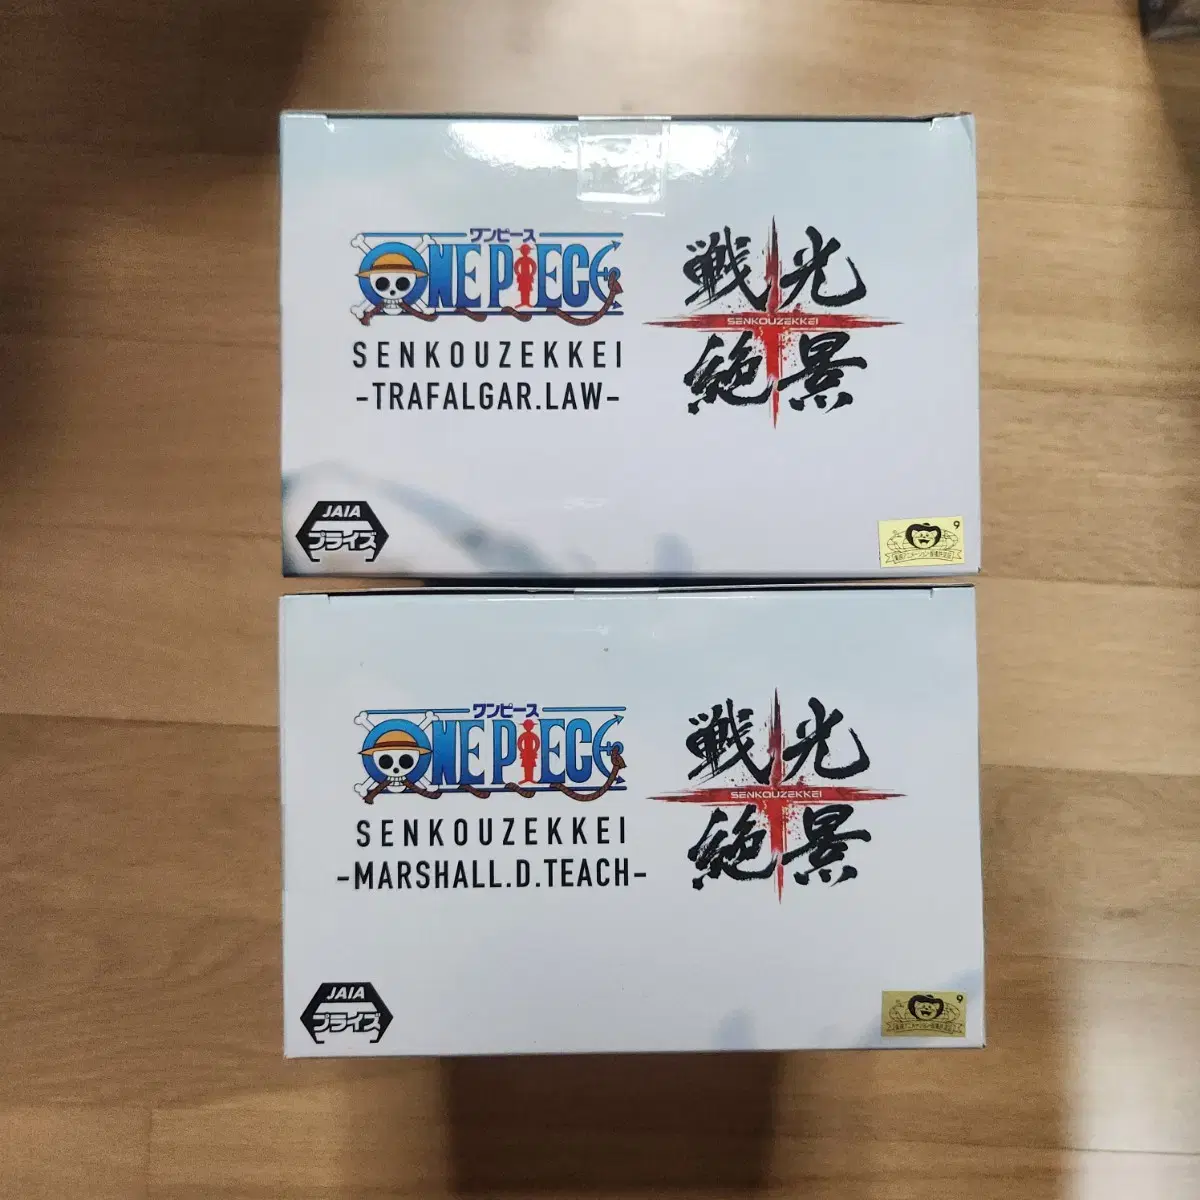 ワンピース
ONE PIECE
SENKOUZEKKEI
-TRAFALGAR.LAW-
戦光
SENKOUZEKKEI
絶景
JAIA
プライズ
9
ワンピース
ONE PIECE
SENKOUZEKKEI
-MARSHALL.D.TEACH-
戦光
SENKOUZEKKEI
絶景
JAIA
プライズ
9